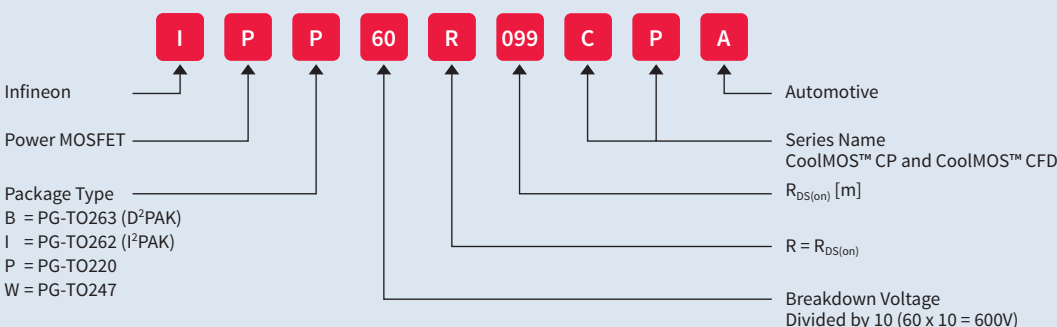 I P P 60 R 099 C P A
Infineon
Power MOSFET
Package Type
B = PG-TO263 (D²PAK)
I = PG-TO262 (I²PAK)
P = PG-TO220
W = PG-TO247
Automotive
Series Name
CoolMOS™ CP and CoolMOS™ CFD
RDS(on) [m]
R = RDS(on)
Breakdown Voltage
Divided by 10 (60 x 10 = 600V)